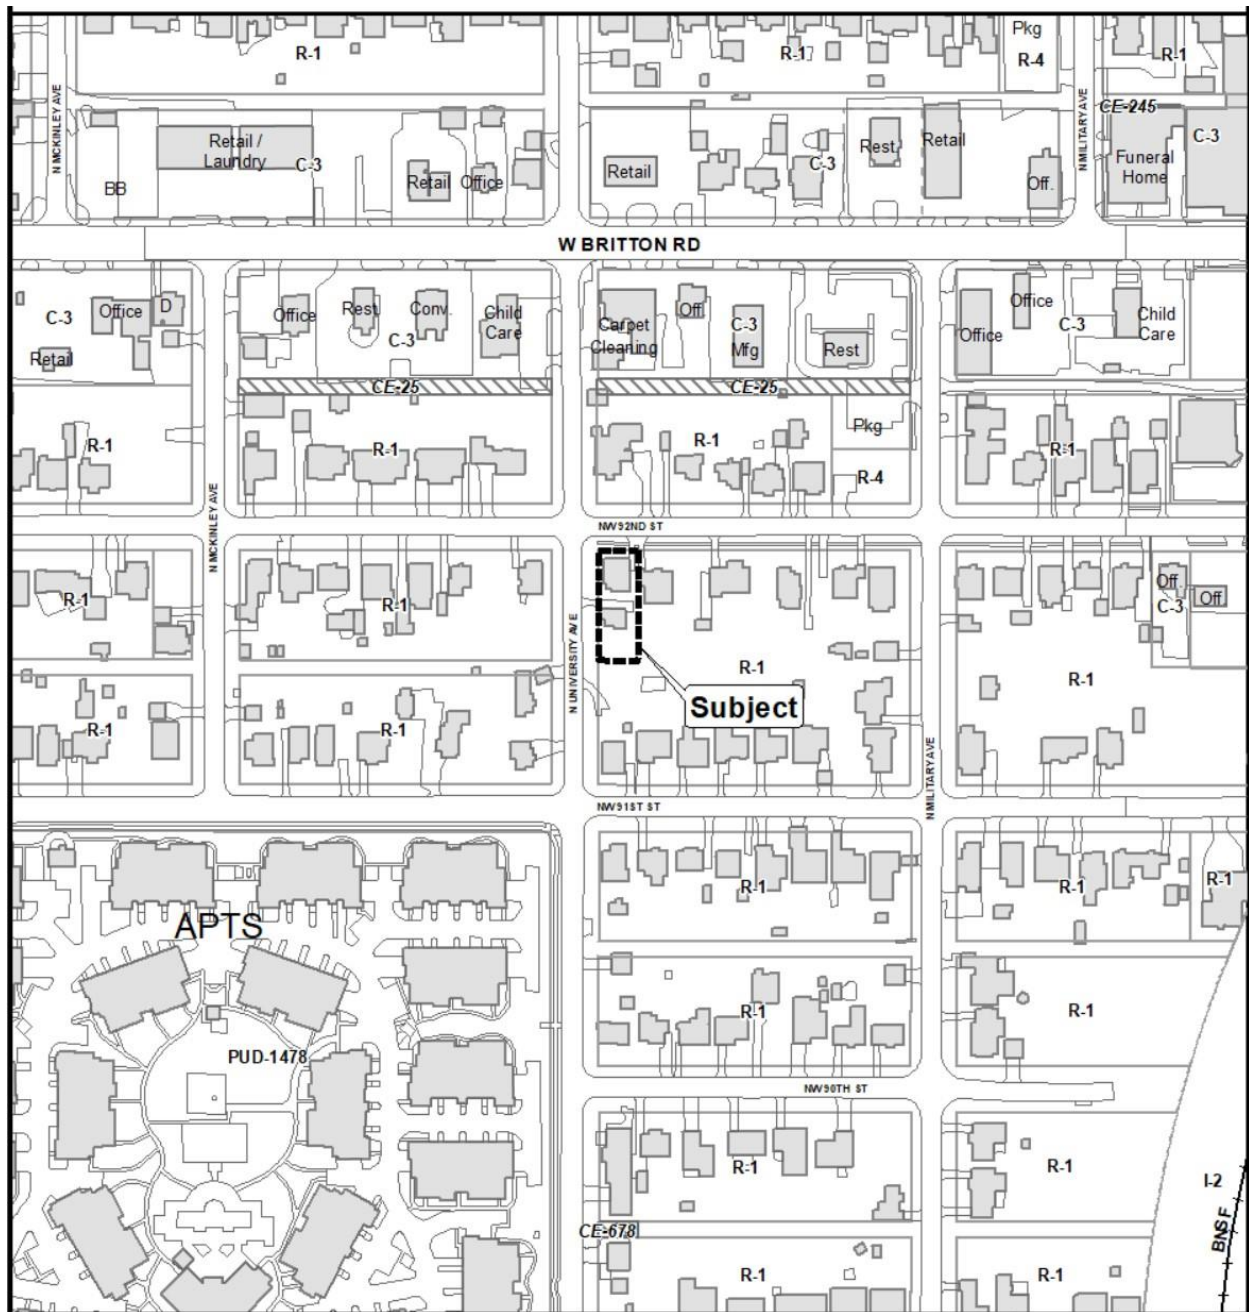 Pkg
R-1
R-1
R-4
R-1
N MCKINLEY AVE
N MILITARY AVE
CE-245
Retail /
Laundry
C-3
BB
Retail
Office
Retail
C-3
Rest
Retail
Off.
Funeral
Home
C-3
W BRITTON RD
C-3
Office
D
Retail
Office
Rest
Conv.
C-3
Child
Care
Carpet
Cleaning
Off
C-3
Mfg
Rest
Office
Office
C-3
Child
Care
CE-25
CE-25
R-1
R-1
R-1
Pkg
R-4
R-1
N MCKINLEY AVE
NW 92ND ST
R-1
R-1
N UNIVERSITY AVE
R-1
Subject
Off
C-3
Off
R-1
R-1
R-1
N MILITARY AVE
NW 91ST ST
APTS
R-1
R-1
R-1
PUD-1478
R-1
R-1
NW 90TH ST
R-1
R-1
I-2
BNSF
CE-678
R-1
R-1